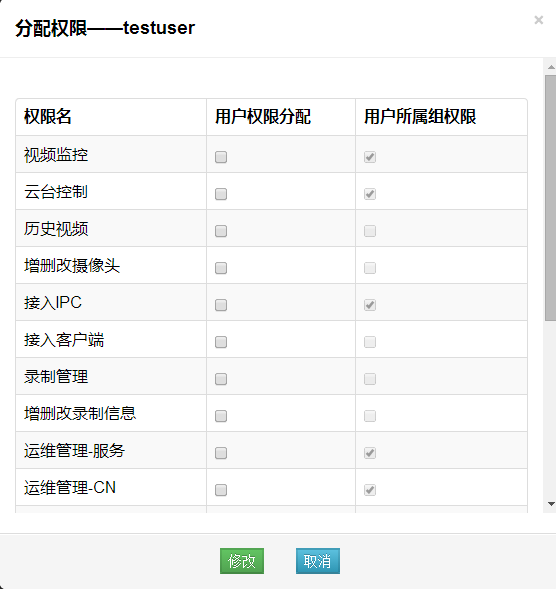 分配权限——testuser
×
权限名 用户权限分配 用户所属组权限
视频监控
云台控制
历史视频
增删改摄像头
接入IPC
接入客户端
录制管理
增删改录制信息
运维管理-服务
运维管理-CN
修改 取消